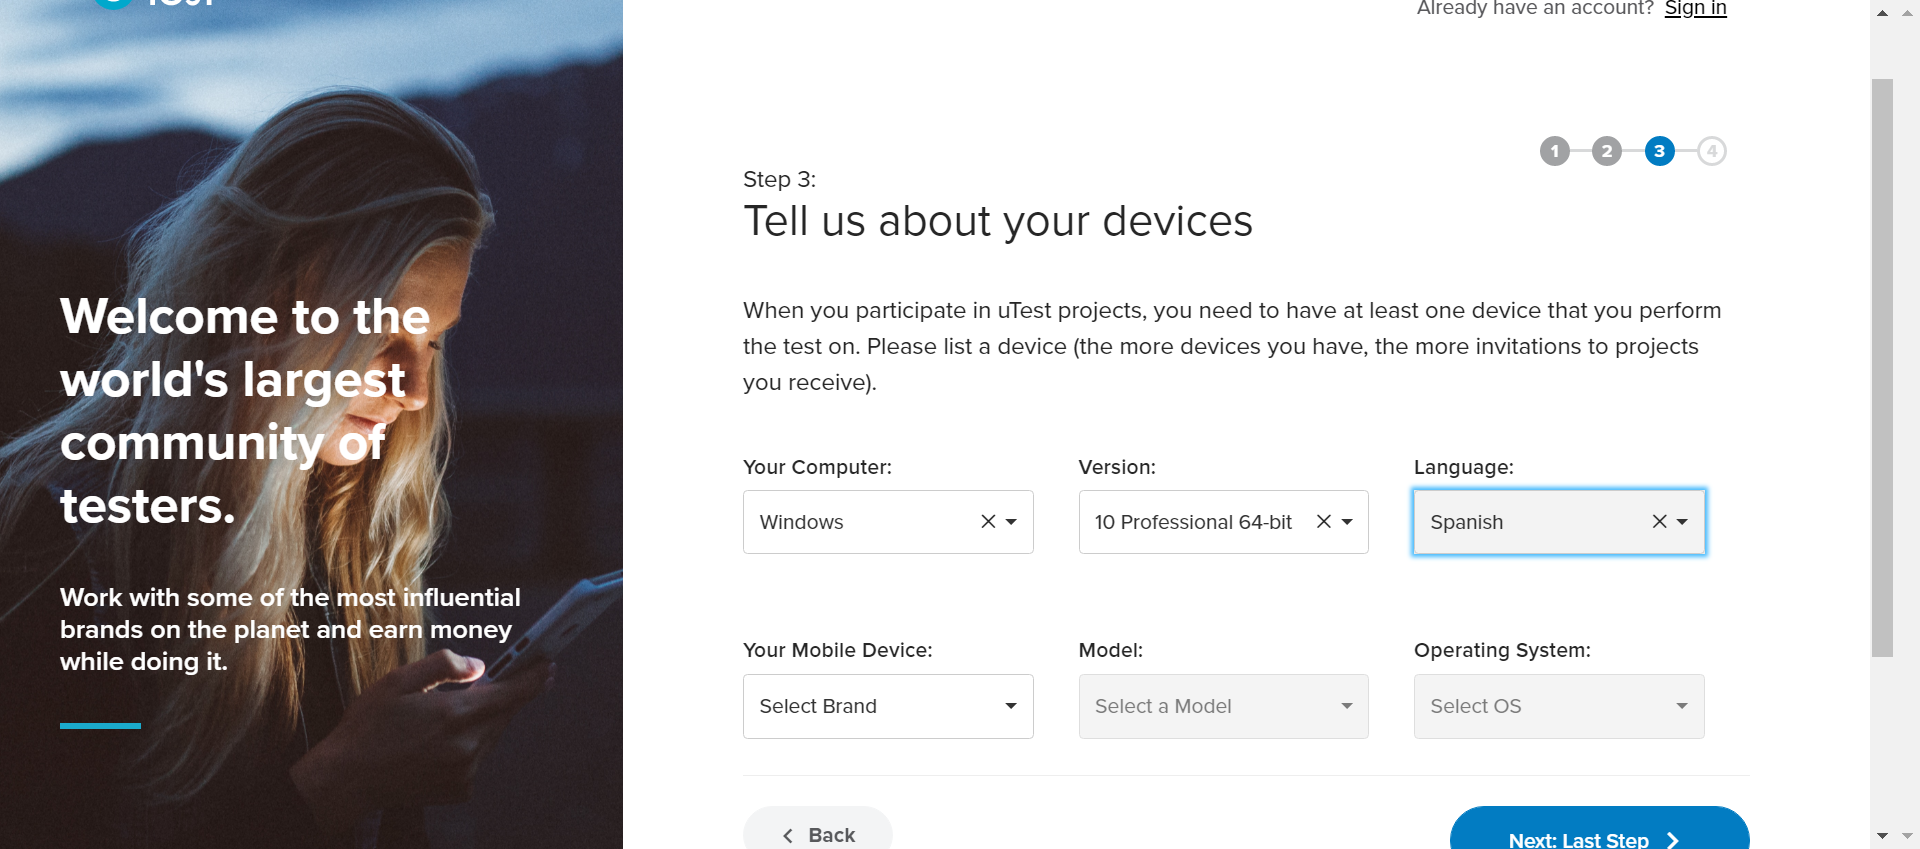 Already have an account? Sign in
1 2 3 4
Step 3:
Tell us about your devices
Welcome to the
world's largest
community of
testers.
Work with some of the most influential
brands on the planet and earn money
while doing it.
When you participate in uTest projects, you need to have at least one device that you perform
the test on. Please list a device (the more devices you have, the more invitations to projects
you receive).
Your Computer: Version: Language:
Windows 10 Professional 64-bit Spanish
Your Mobile Device: Model: Operating System:
Select Brand Select a Model Select OS
Back Next: Last Step